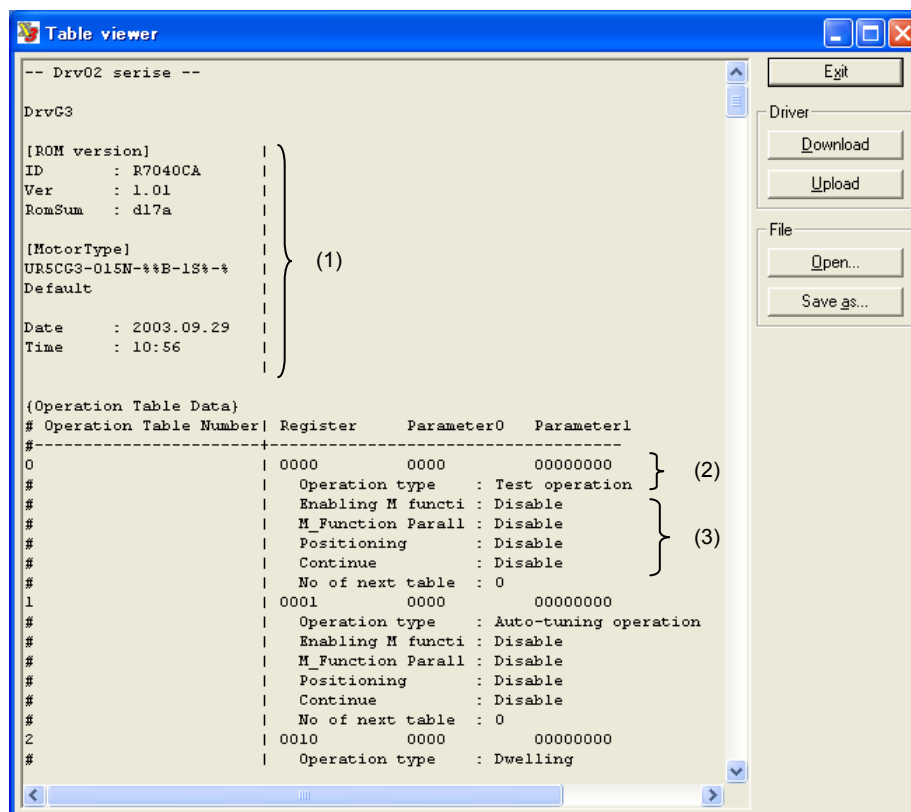 Table viewer
-- Drv02 serise --
DrvG3
[ROM version] |
ID : R7040CA |
Ver : 1.01 |
RomSum : d17a |
|
[MotorType] |
UR5CG3-015N-%%B-1S%-% |
Default |
|
Date : 2003.09.29 |
Time : 10:56 |
|
(1)
{Operation Table Data}
# Operation Table Number| Register Parameter0 Parameter1
#-----------------------+---------------------------------
0 | 0000 0000 00000000
# | Operation type : Test operation
(2)
# | Enabling M functi : Disable
# | M_Function Parall : Disable
# | Positioning : Disable
# | Continue : Disable
(3)
# | No of next table : 0
1 | 0001 0000 00000000
# | Operation type : Auto-tuning operation
# | Enabling M functi : Disable
# | M_Function Parall : Disable
# | Positioning : Disable
# | Continue : Disable
# | No of next table : 0
2 | 0010 0000 00000000
# | Operation type : Dwelling
Exit
Driver
Download
Upload
File
Open...
Save as...